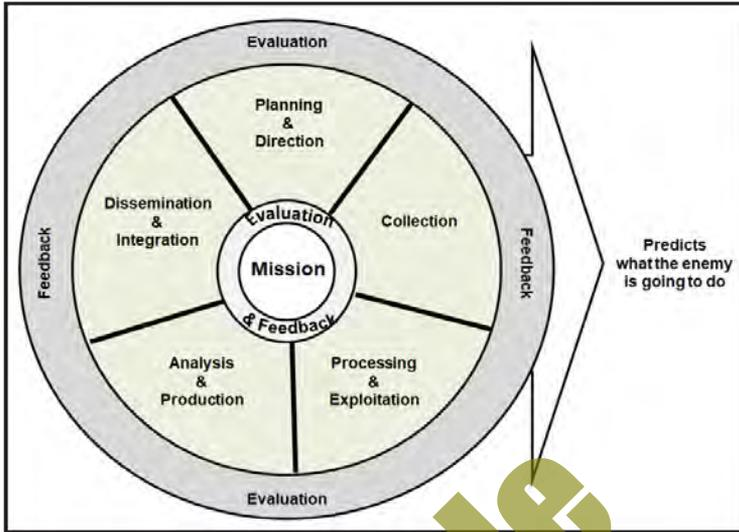 Evaluation
Planning
&
Direction
Dissemination
&
Integration
Collection
Evaluation
Mission
& Feedback
Feedback
Feedback
Predicts
what the enemy
is going to do
Analysis
&
Production
Processing
&
Exploitation
Evaluation